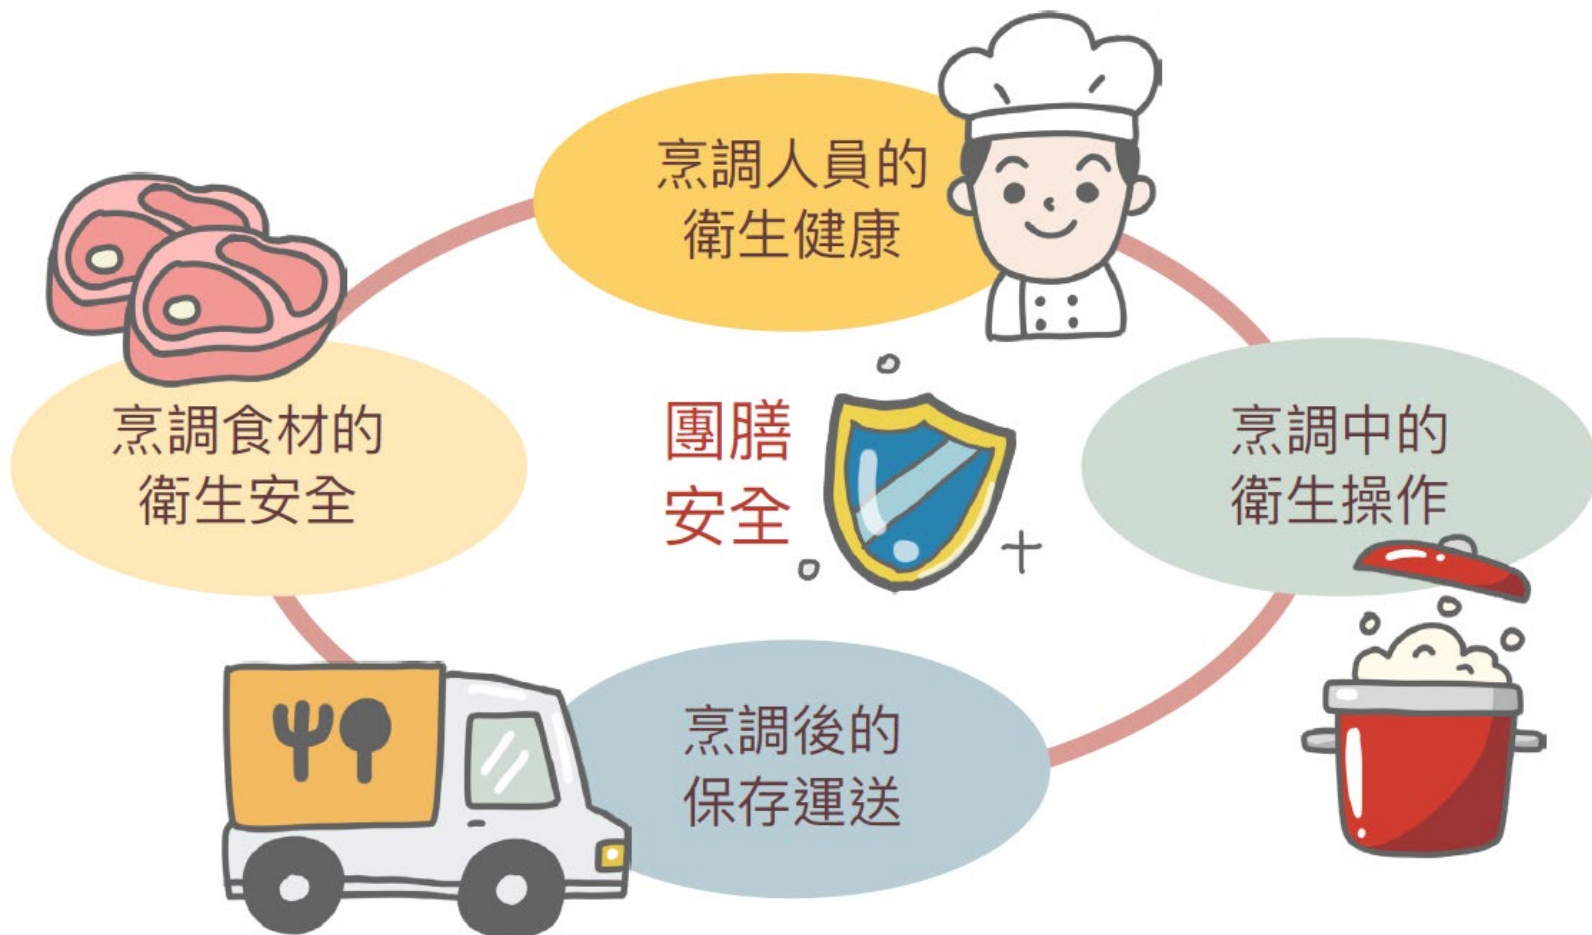 烹調人員的
衛生健康
烹調食材的
衛生安全
團膳
安全
烹調中的
衛生操作
烹調後的
保存運送